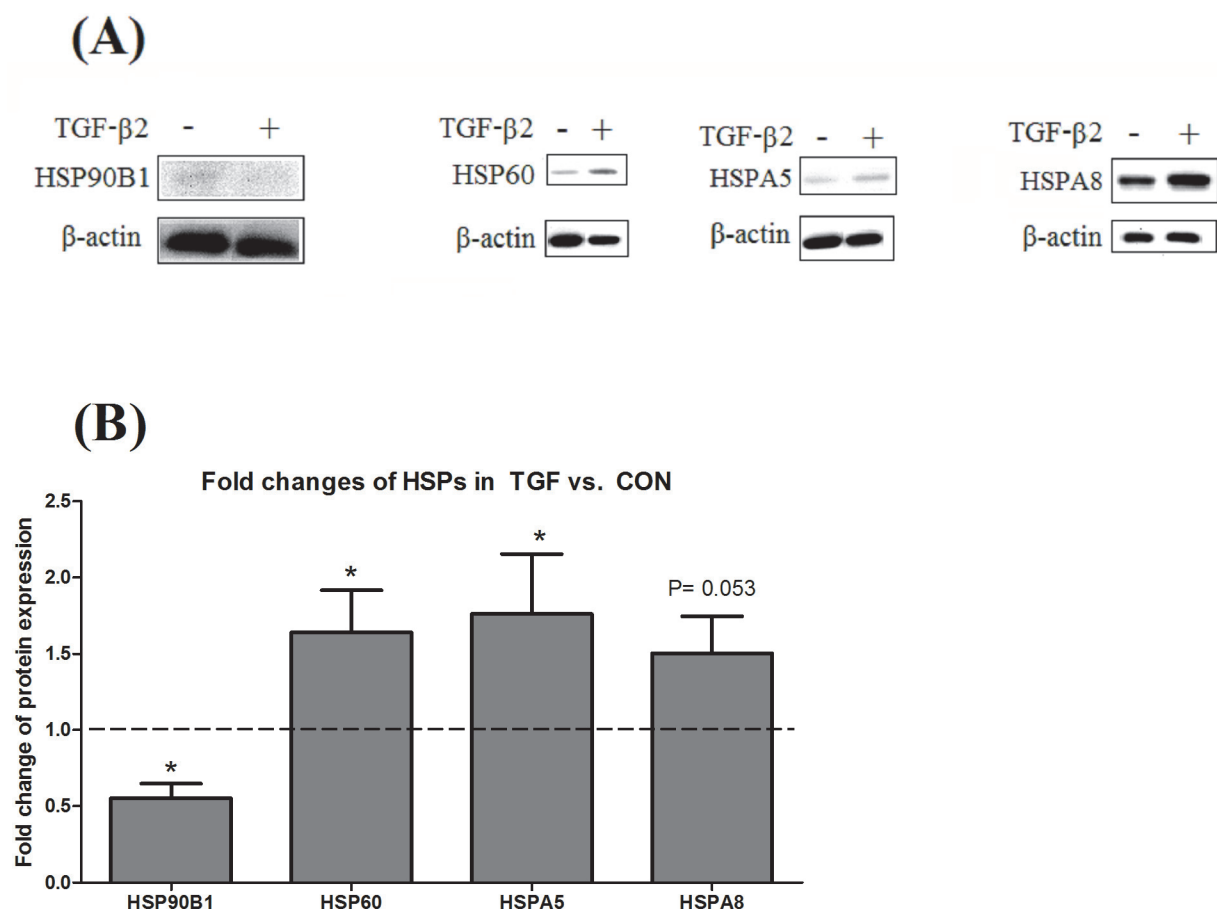 (A)
TGF-β2 - +
HSP90B1
β-actin
TGF-β2 - +
HSP60
β-actin
TGF-β2 - +
HSPA5
β-actin
TGF-β2 - +
HSPA8
β-actin
(B)
Fold changes of HSPs in TGF vs. CON
Fold change of protein expression
2.5
2.0
1.5
1.0
0.5
0.0
*
*
*
P= 0.053
HSP90B1 HSP60 HSPA5 HSPA8